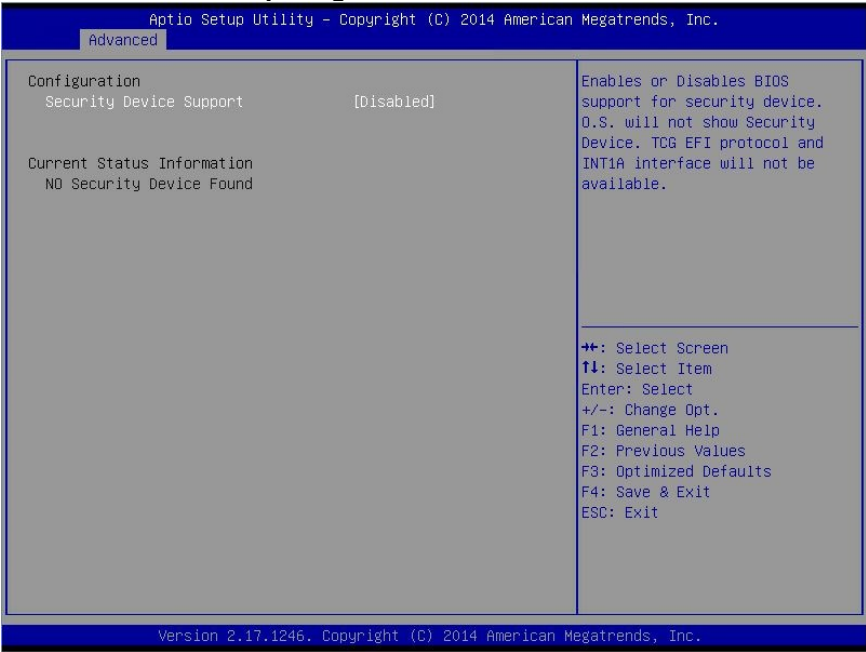 Aptio Setup Utility – Copyright (C) 2014 American Megatrends, Inc.
Advanced
Configuration
Security Device Support [Disabled]
Current Status Information
NO Security Device Found
Enables or Disables BIOS
support for security device.
O.S. will not show Security
Device. TCG EFI protocol and
INT1A interface will not be
available.
→←: Select Screen
↑↓: Select Item
Enter: Select
+/-: Change Opt.
F1: General Help
F2: Previous Values
F3: Optimized Defaults
F4: Save & Exit
ESC: Exit
Version 2.17.1246. Copyright (C) 2014 American Megatrends, Inc.